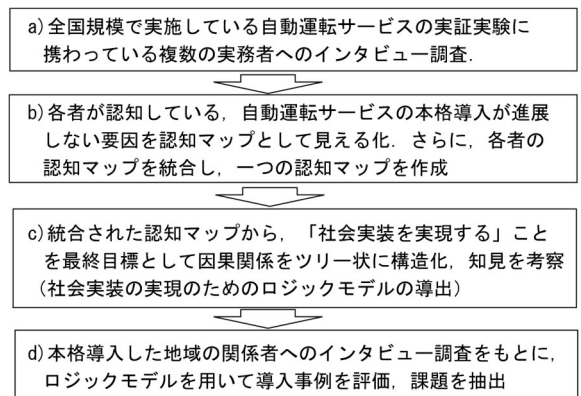 a)全国規模で実施している自動運転サービスの実証実験に
携わっている複数の実務者へのインタビュー調査.
b)各者が認知している，自動運転サービスの本格導入が進展
しない要因を認知マップとして見える化．さらに，各者の
認知マップを統合し，一つの認知マップを作成
c)統合された認知マップから，「社会実装を実現する」こと
を最終目標として因果関係をツリー状に構造化，知見を考察
（社会実装の実現のためのロジックモデルの導出）
d)本格導入した地域の関係者へのインタビュー調査をもとに，
ロジックモデルを用いて導入事例を評価，課題を抽出